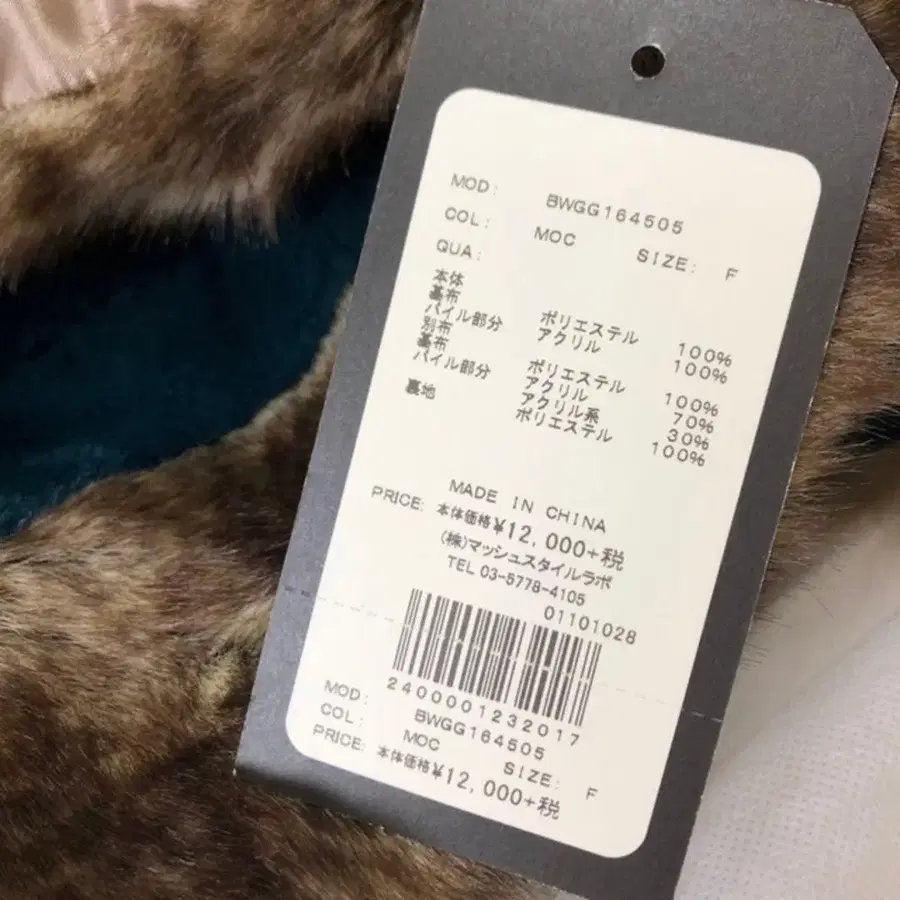 MOD: BWGG164505
COL: MOC SIZE: F
QUA:
本体
基布 ポリエステル 100%
パイル部分 アクリル 100%
別布
基布 ポリエステル 100%
パイル部分 アクリル 70%
アクリル系 30%
裏地 ポリエステル 100%
MADE IN CHINA
PRICE: 本体価格¥12,000+税
(株)マッシュスタイルラボ
TEL 03-5778-4105
01101028
2400001232017
MOD: BWGG164505
COL: MOC SIZE: F
PRICE: 本体価格¥12,000+税